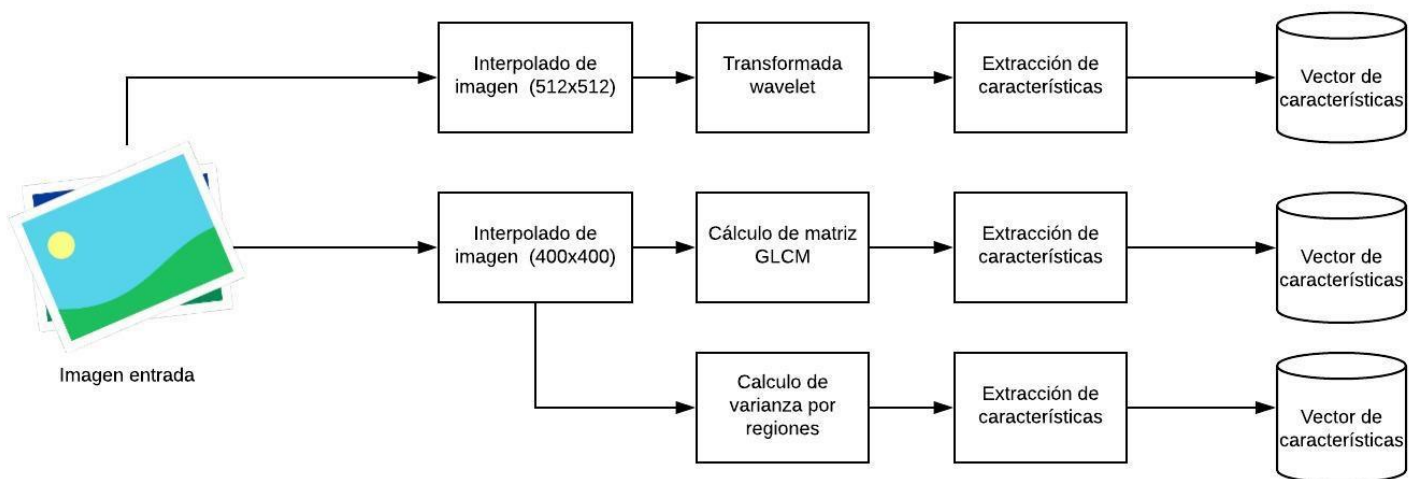 Interpolado de
imagen (512x512)
Transformada
wavelet
Extracción de
características
Vector de
características
Interpolado de
imagen (400x400)
Cálculo de matriz
GLCM
Extracción de
características
Vector de
características
Imagen entrada
Calculo de
varianza por
regiones
Extracción de
características
Vector de
características